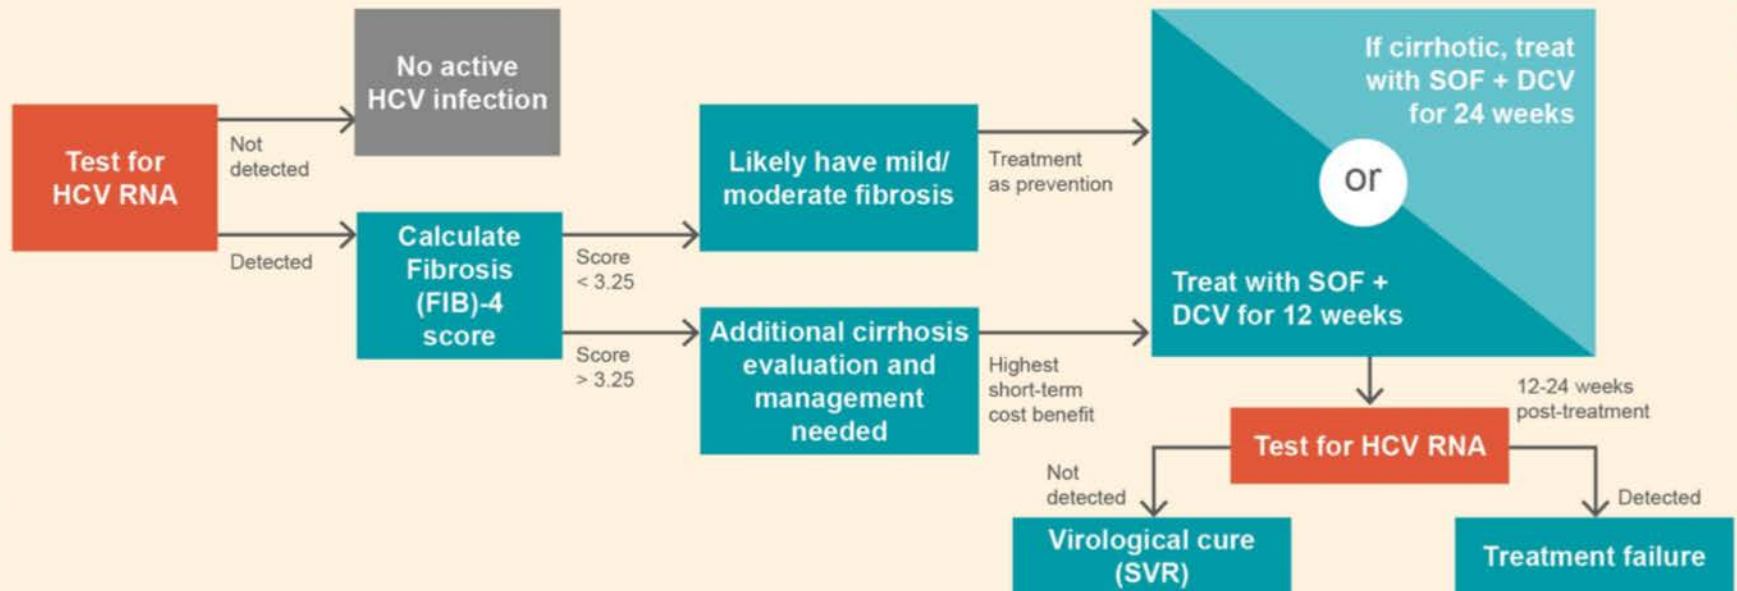 Test for
HCV RNA
Not
detected
Detected
No active
HCV infection
Calculate
Fibrosis
(FIB)-4
score
Score
< 3.25
Score
> 3.25
Likely have mild/
moderate fibrosis
Additional cirrhosis
evaluation and
management
needed
Treatment
as prevention
Highest
short-term
cost benefit
If cirrhotic, treat
with SOF + DCV
for 24 weeks
or
Treat with SOF +
DCV for 12 weeks
12-24 weeks
post-treatment
Test for HCV RNA
Not
detected
Detected
Virological cure
(SVR)
Treatment failure